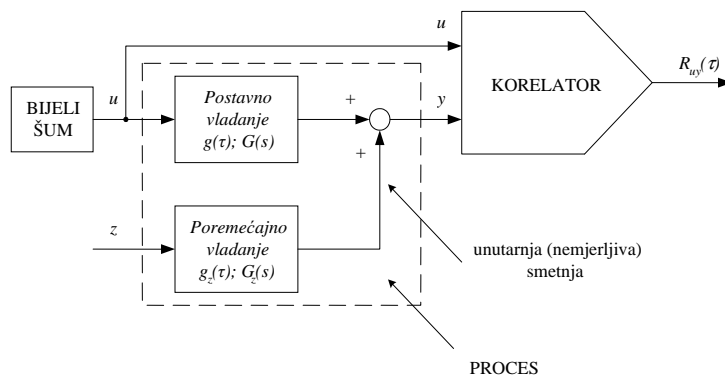 u
KORELATOR
R_uy(τ)
BIJELI
ŠUM
u
Postavno
vladanje
g(τ); G(s)
+
y
+
z
Poremećajno
vladanje
g_z(τ); G_z(s)
unutarnja (nemjerljiva)
smetnja
PROCES